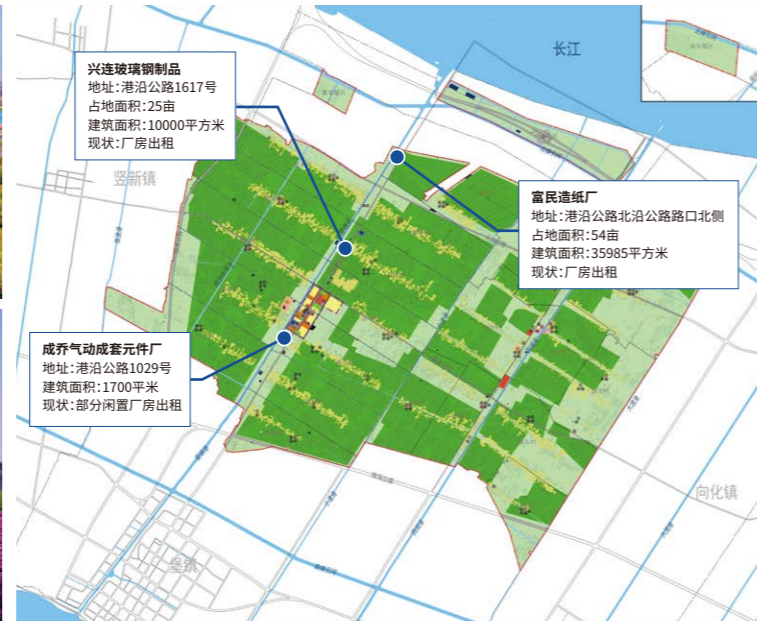 长江
兴连玻璃钢制品
地址:港沿公路1617号
占地面积:25亩
建筑面积:10000平方米
现状:厂房出租
竖新镇
富民造纸厂
地址:港沿公路北沿公路路口北侧
占地面积:54亩
建筑面积:35985平方米
现状:厂房出租
成乔气动成套元件厂
地址:港沿公路1029号
建筑面积:1700平米
现状:部分闲置厂房出租
向化镇
堡镇